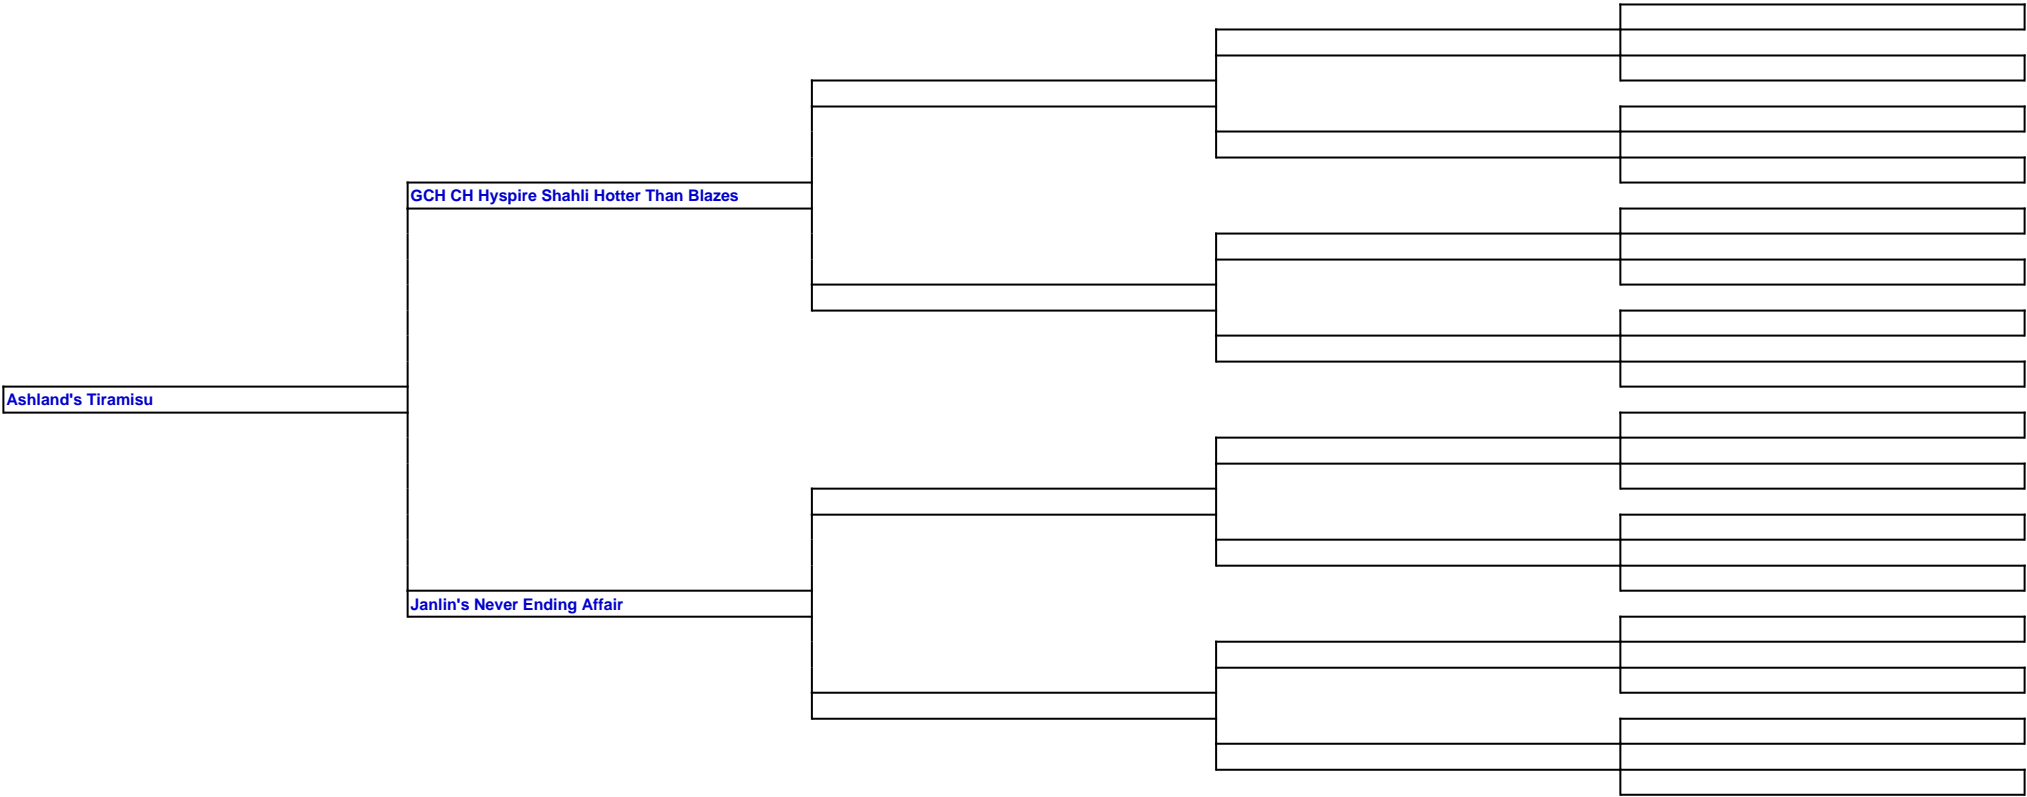 GCH CH Hyspire Shahli Hotter Than Blazes
Ashland's Tiramisu
Janlin's Never Ending Affair